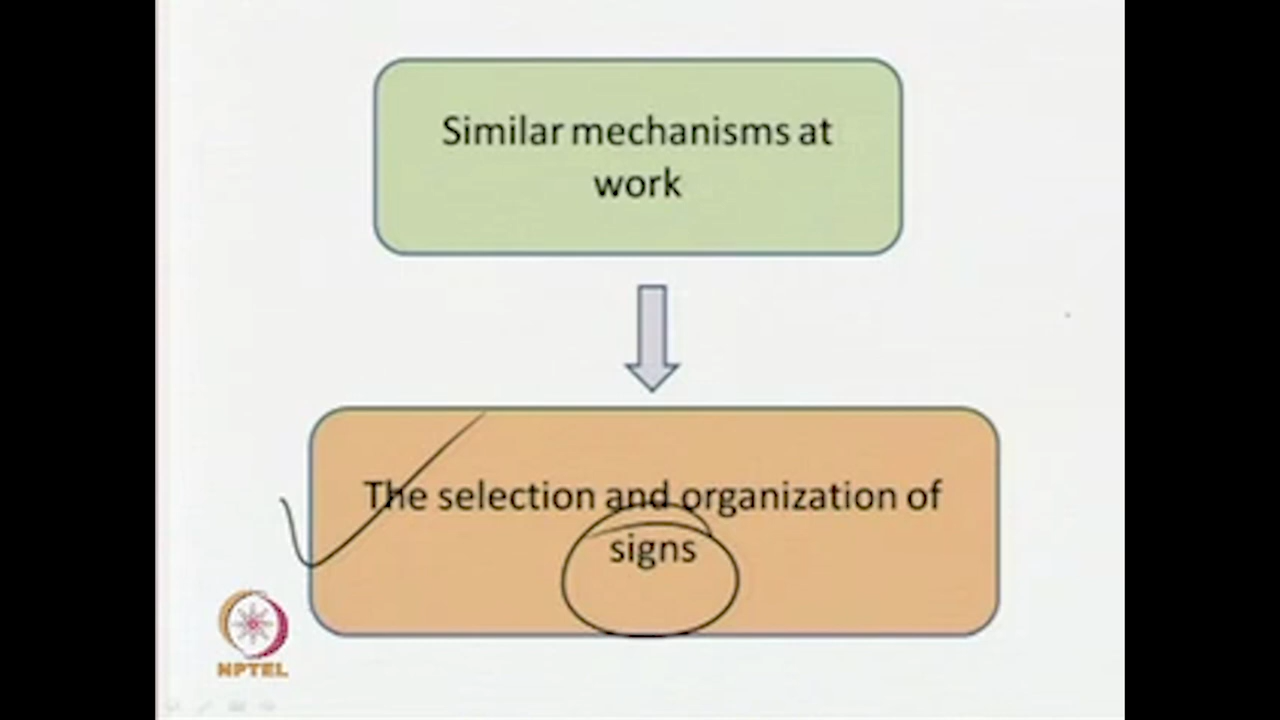 Similar mechanisms at
work
The selection and organization of
signs
NPTEL